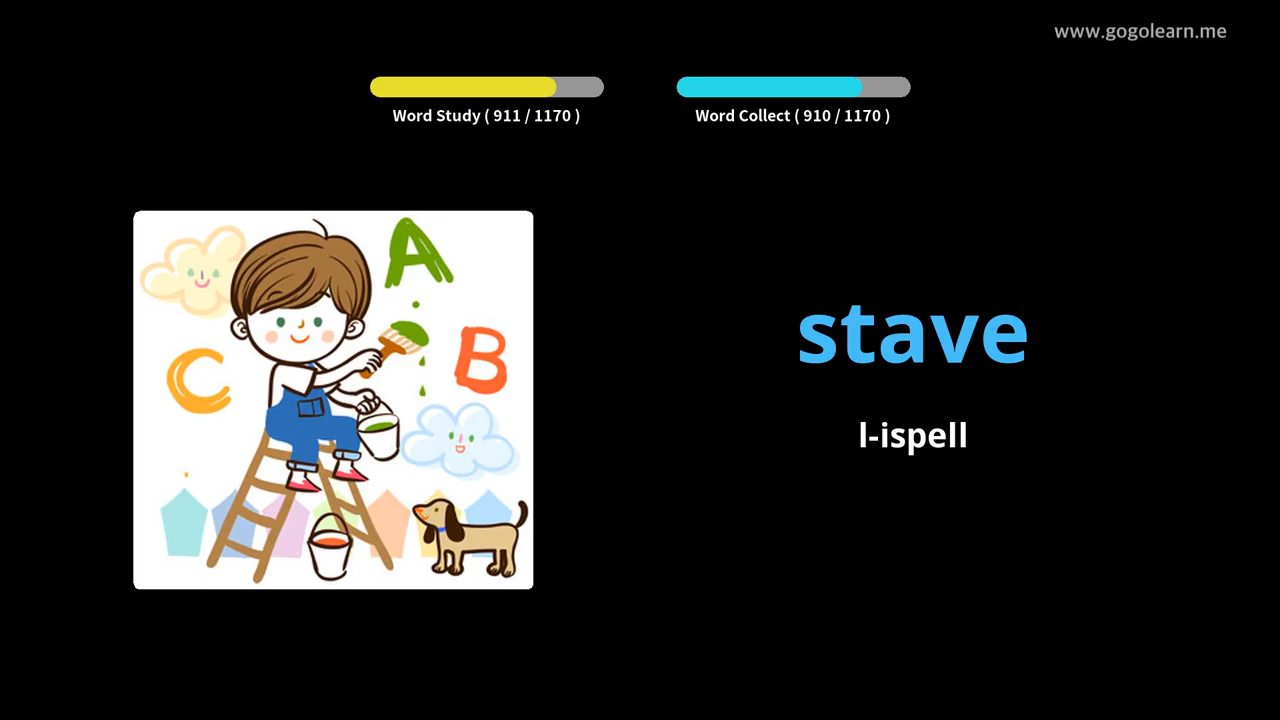 www.gogolearn.me
Word Study ( 911 / 1170 )
Word Collect ( 910 / 1170 )
A
B
C
stave
l-ispell